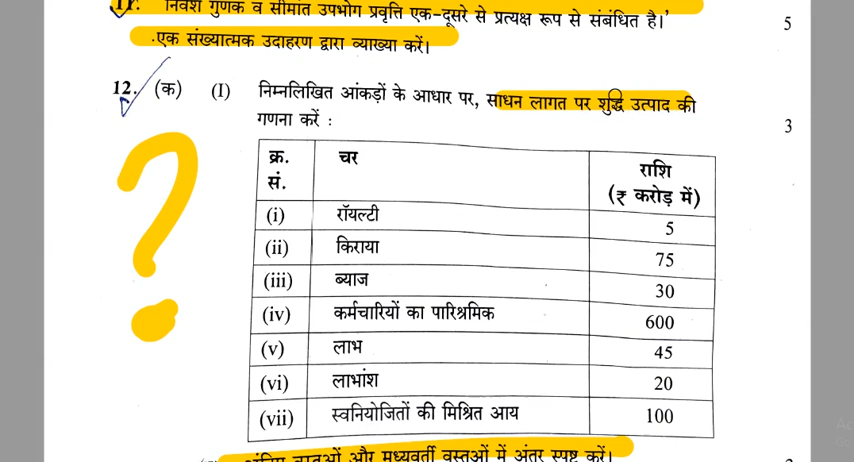 11. निवेश गुणक व सीमांत उपभोग प्रवृत्ति एक-दूसरे से प्रत्यक्ष रूप से संबंधित है।' 5
एक संख्यात्मक उदाहरण द्वारा व्याख्या करें।
12. (क) (I) निम्नलिखित आंकड़ों के आधार पर, साधन लागत पर शुद्धि उत्पाद की
गणना करें : 3
क्र. सं. चर राशि (₹ करोड़ में)
(i) रॉयल्टी 5
(ii) किराया 75
(iii) ब्याज 30
(iv) कर्मचारियों का पारिश्रमिक 600
(v) लाभ 45
(vi) लाभांश 20
(vii) स्वनियोजितों की मिश्रित आय 100
वस्तुओं और मध्यवर्ती वस्तुओं में अंतर स्पष्ट करें।